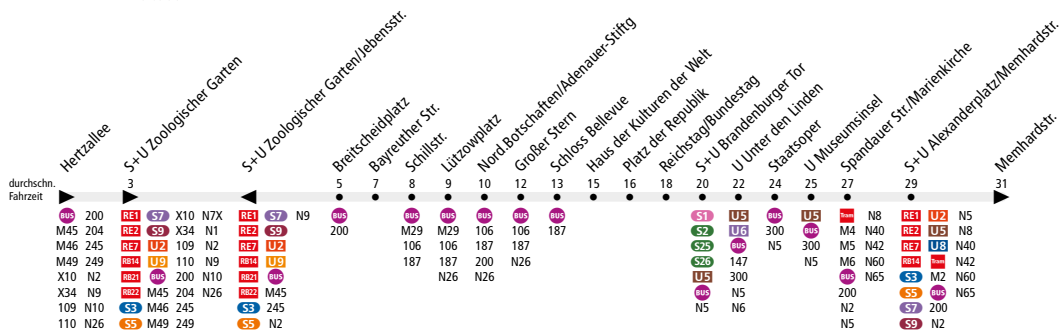 Hertzallee
S+U Zoologischer Garten
S+U Zoologischer Garten/Jebensstr.
Breitscheidplatz
Bayreuther Str.
Schillstr.
Lützowplatz
Nord.Botschaften/Adenauer-Stiftg
Großer Stern
Schloss Bellevue
Haus der Kulturen der Welt
Platz der Republik
Reichstag/Bundestag
S+U Brandenburger Tor
U Unter den Linden
Staatsoper
U Museumsinsel
Spandauer Str./Marienkirche
S+U Alexanderplatz/Memhardstr.
Memhardstr.
durchschn. 3 5 7 8 9 10 12 13 15 16 18 20 22 24 25 27 29 31
Fahrzeit
BUS 200 RE1 S7 X10 N7X RE1 S7 N9 BUS BUS BUS BUS BUS BUS S1 U5 BUS U5 Tram N8 RE1 U2 N5
M45 204 RE2 S9 X34 N1 RE2 S9 200 M29 M29 106 106 187 S2 U6 300 BUS M4 N40 RE2 U5 N8
M46 245 RE7 U2 109 N2 RE7 U2 106 106 187 187 S25 BUS N5 300 M5 N42 RE7 U8 N40
M49 249 RB14 U9 110 N9 RB14 U9 187 187 200 N26 S26 147 N5 M6 N60 RB14 Tram N42
X10 N2 RB21 BUS 200 N10 RB21 BUS N26 N26 U5 300 BUS N65 S3 M2 N60
X34 N9 RB22 M45 204 N26 RB22 M45 BUS N5 200 S5 BUS N65
109 N10 S3 M46 245 S3 245 N5 N6 N2 S7 200
110 N26 S5 M49 249 S5 N2 N5 S9 N2